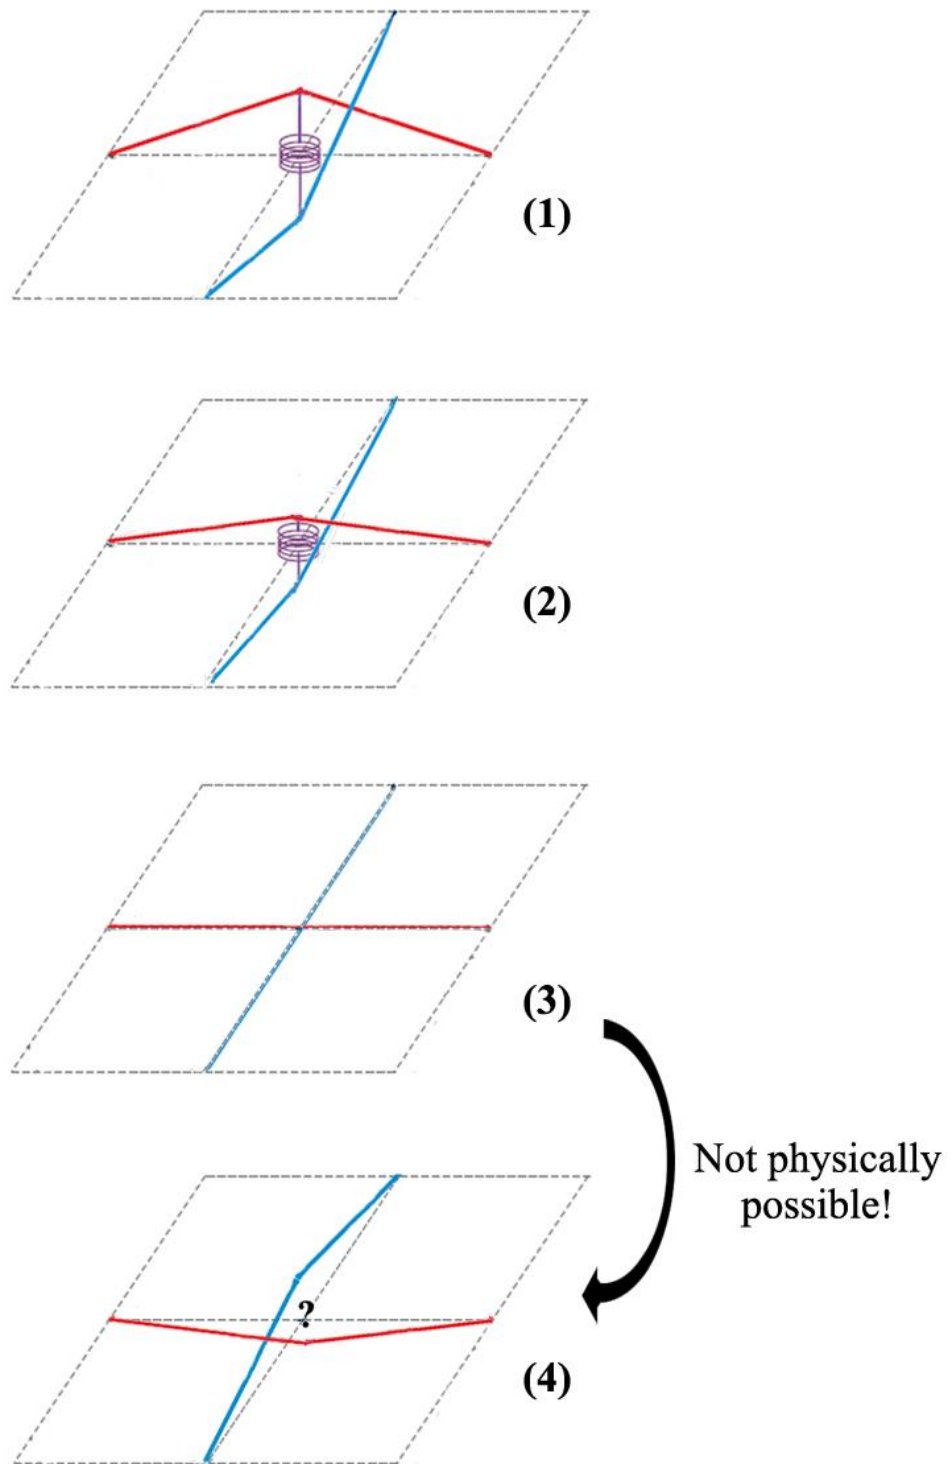 (1)
(2)
(3)
Not physically
possible!
?
(4)